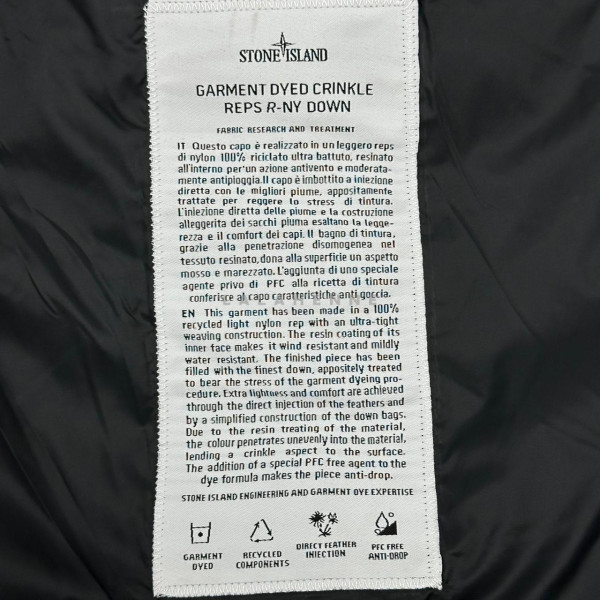 STONE ISLAND
GARMENT DYED CRINKLE
REPS R-NY DOWN
FABRIC RESEARCH AND TREATMENT
IT Questo capo è realizzato in un leggero reps
di nylon 100% riciclato ultra battuto, resinato
all'interno per un azione antivento e moderata-
mente antipioggia.Il capo è imbottito a iniezione
diretta con le migliori piume, appositamente
trattate per reggere lo stress di tintura.
L'iniezione diretta delle piume e la costruzione
alleggerita dei sacchi piuma esaltano la legge-
rezza e il comfort dei capi. Il bagno di tintura,
grazie alla penetrazione disomogenea nel
tessuto resinato, dona alla superficie un aspetto
mosso e marezzato. L'aggiunta di uno speciale
agente privo di PFC alla ricetta di tintura
conferisce al capo caratteristiche anti goccia.
EN This garment has been made in a 100%
recycled light nylon rep with an ultra-tight
weaving construction. The resin coating of its
inner face makes it wind resistant and mildly
water resistant. The finished piece has been
filled with the finest down, appositely treated
to bear the stress of the garment dyeing pro-
cedure. Extra lightness and comfort are achieved
through the direct injection of the feathers and
by a simplified construction of the down bags.
Due to the resin treating of the material,
the colour penetrates unevenly into the material,
lending a crinkle aspect to the surface.
The addition of a special PFC free agent to the
dye formula makes the piece anti-drop.
STONE ISLAND ENGINEERING AND GARMENT DYE EXPERTISE
GARMENT DYED
RECYCLED COMPONENTS
DIRECT FEATHER INJECTION
PFC FREE ANTI-DROP